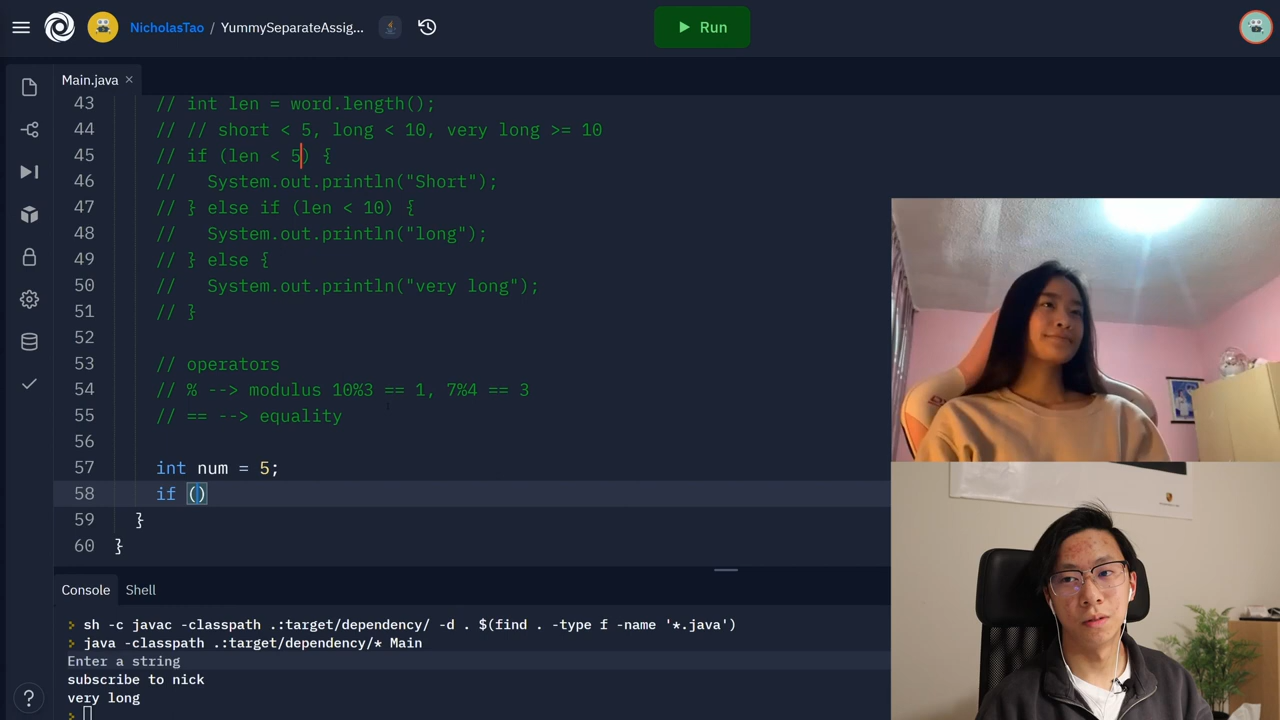 NicholasTao / YummySeparateAssig...
Run
Main.java ×
43 // int len = word.length();
44 // // short < 5, long < 10, very long >= 10
45 // if (len < 5) {
46 //   System.out.println("Short");
47 // } else if (len < 10) {
48 //   System.out.println("long");
49 // } else {
50 //   System.out.println("very long");
51 // }
52
53 // operators
54 // % --> modulus 10%3 == 1, 7%4 == 3
55 // == --> equality
56
57 int num = 5;
58 if ()
59 }
60 }
Console Shell
sh -c javac -classpath .:target/dependency/ -d . $(find . -type f -name '*.java')
java -classpath .:target/dependency/* Main
Enter a string
subscribe to nick
very long
?